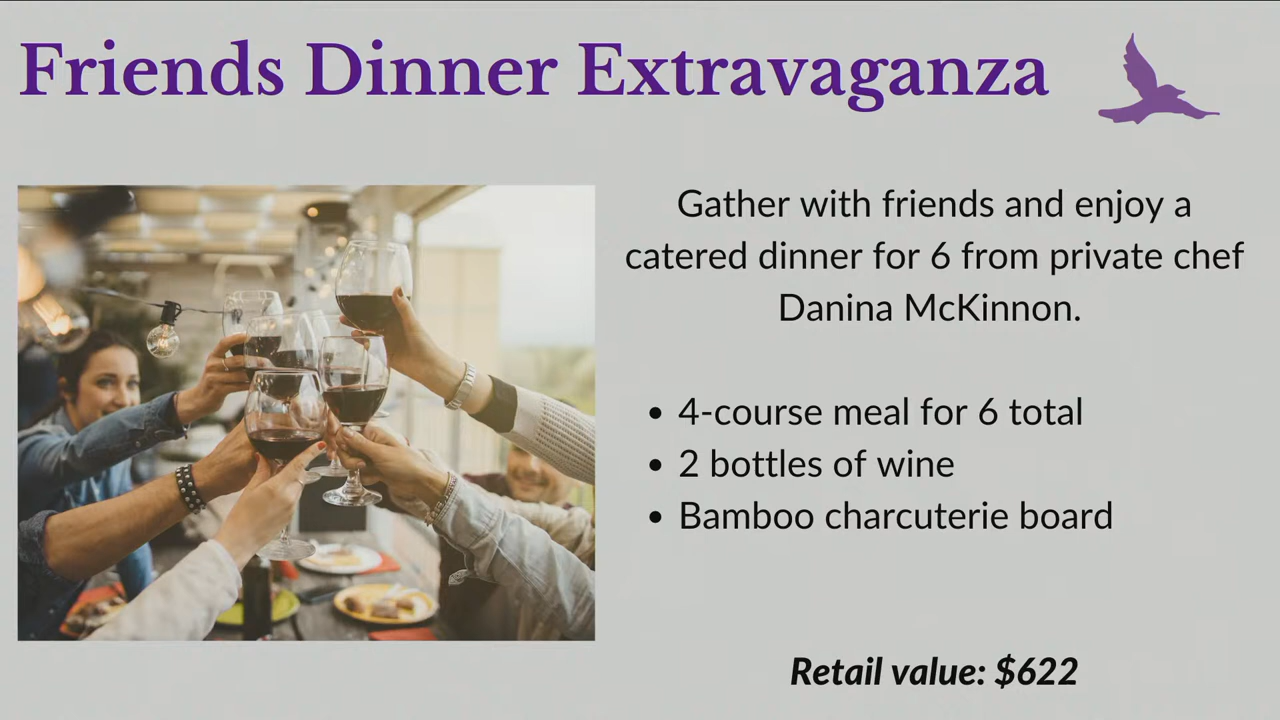 Friends Dinner Extravaganza
Gather with friends and enjoy a
catered dinner for 6 from private chef
Danina McKinnon.
• 4-course meal for 6 total
• 2 bottles of wine
• Bamboo charcuterie board
Retail value: $622